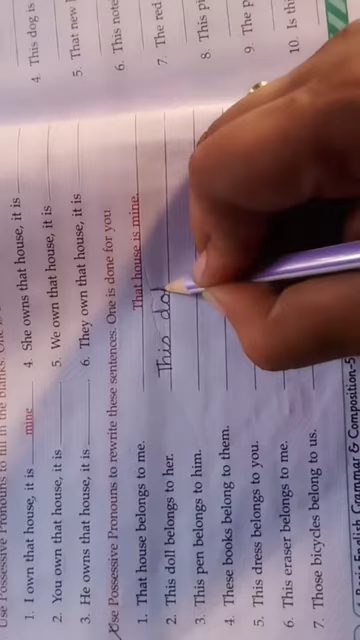 4. This dog is
5. That new
6. This note
7. The red
8. This
9. The
10. Is
Use Possessive Pronouns to fill in the blanks. One
1. I own that house, it is mine. 4. She owns that house, it is
2. You own that house, it is 5. We own that house, it is
3. He owns that house, it is 6. They own that house, it is
Use Possessive Pronouns to rewrite these sentences. One is done for you
1. That house belongs to me. That house is mine.
2. This doll belongs to her. This dol
3. This pen belongs to him.
4. These books belong to them.
5. This dress belongs to you.
6. This eraser belongs to me.
7. Those bicycles belong to us.
English Grammar & Composition-5